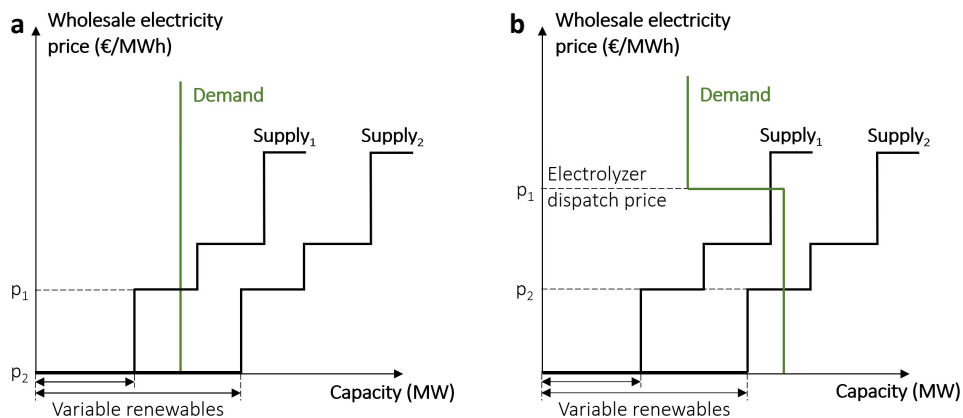 a
Wholesale electricity
price (€/MWh)
Demand
Supply₁
Supply₂
p₁
p₂
Capacity (MW)
Variable renewables
b
Wholesale electricity
price (€/MWh)
Demand
Supply₁
Supply₂
p₁
Electrolyzer
dispatch price
p₂
Capacity (MW)
Variable renewables